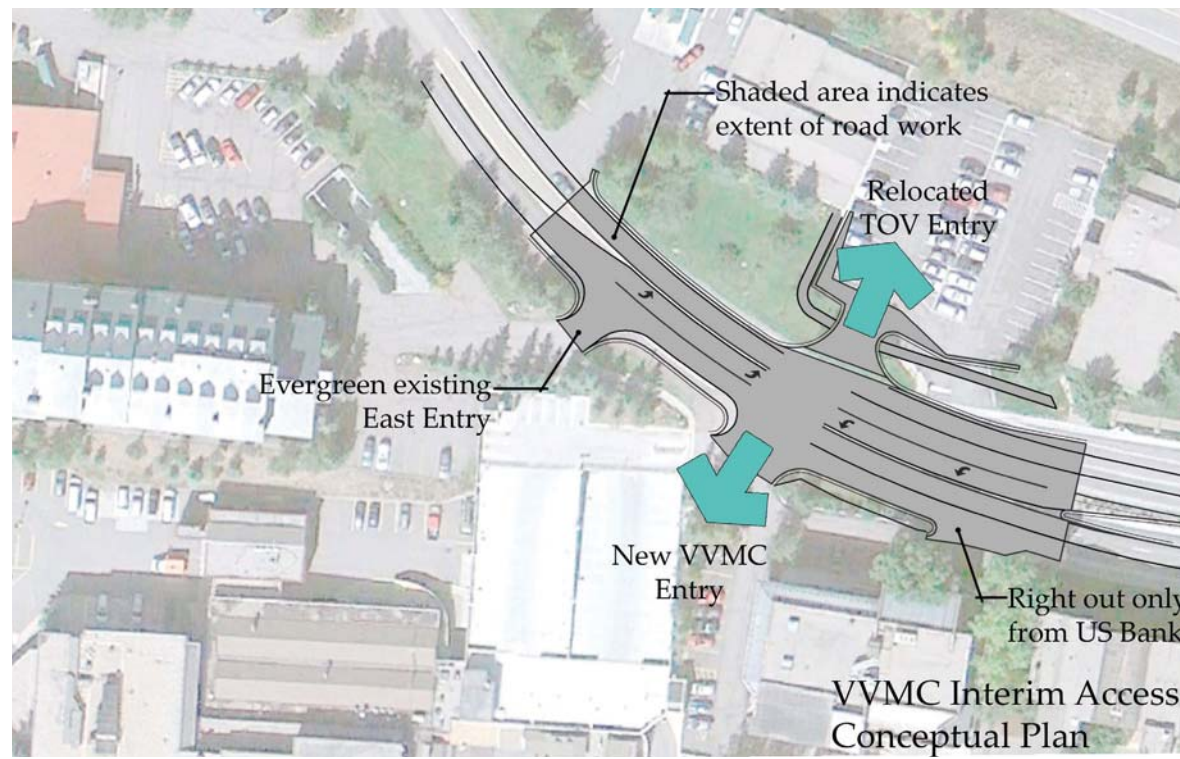 Shaded area indicates
extent of road work
Relocated
TOV Entry
Evergreen existing
East Entry
New VVMC
Entry
Right out only
from US Bank
VVMC Interim Access
Conceptual Plan